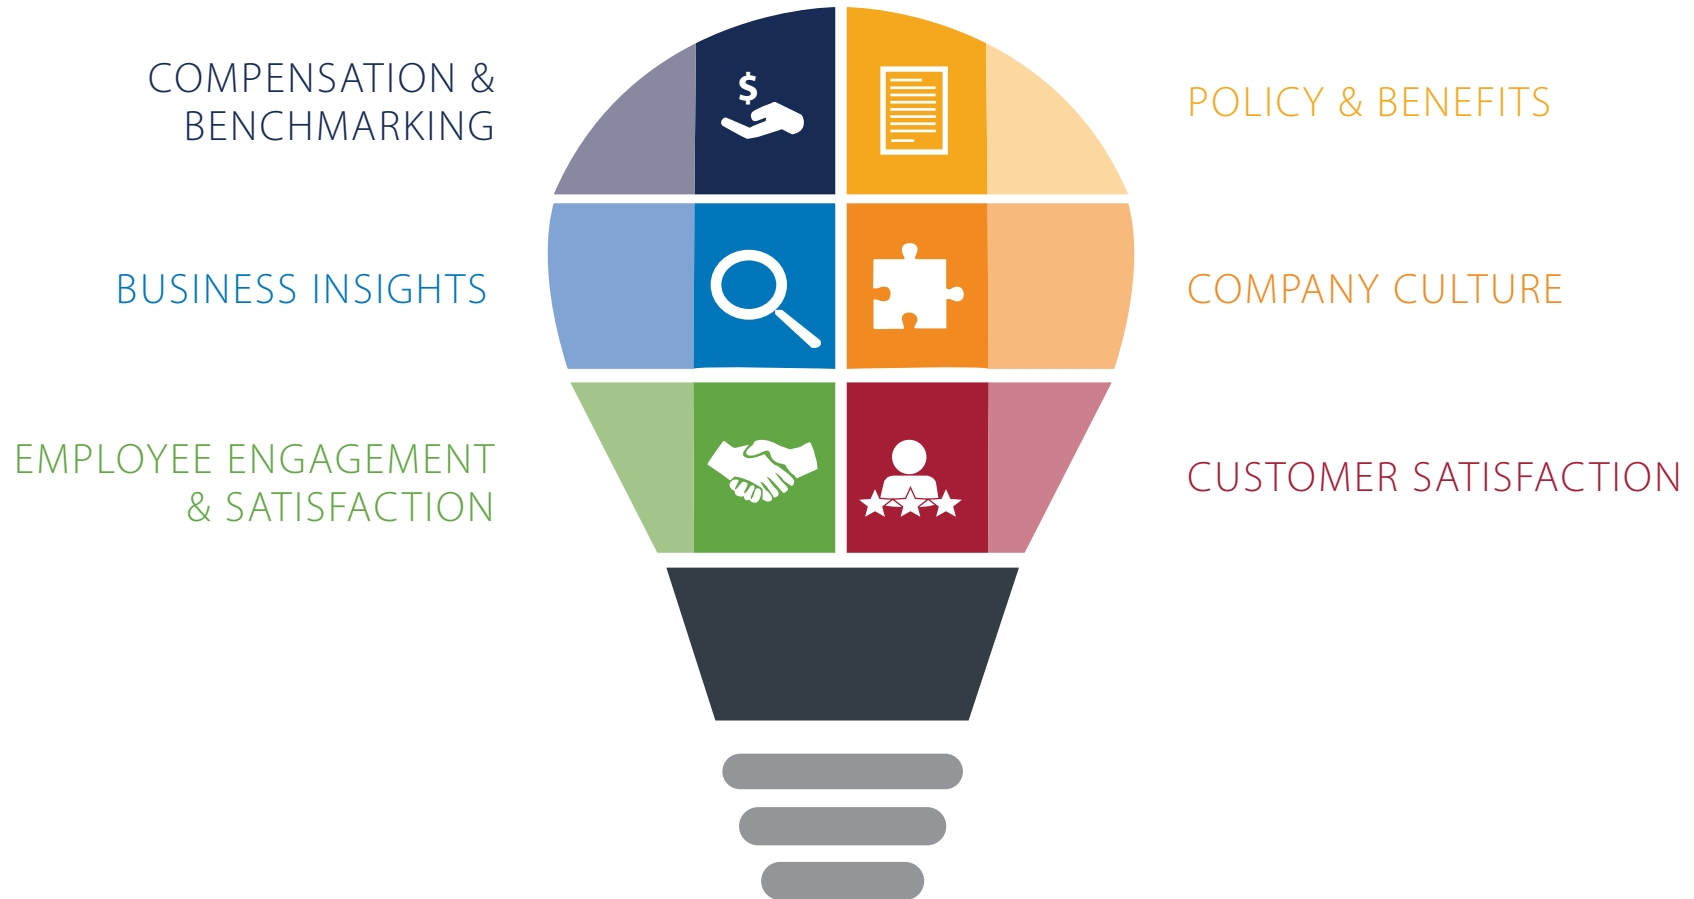 COMPENSATION &
BENCHMARKING
$
POLICY & BENEFITS
BUSINESS INSIGHTS
COMPANY CULTURE
EMPLOYEE ENGAGEMENT
& SATISFACTION
CUSTOMER SATISFACTION